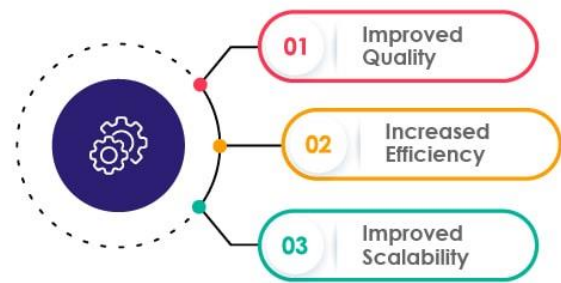 01
Improved
Quality
02
Increased
Efficiency
03
Improved
Scalability